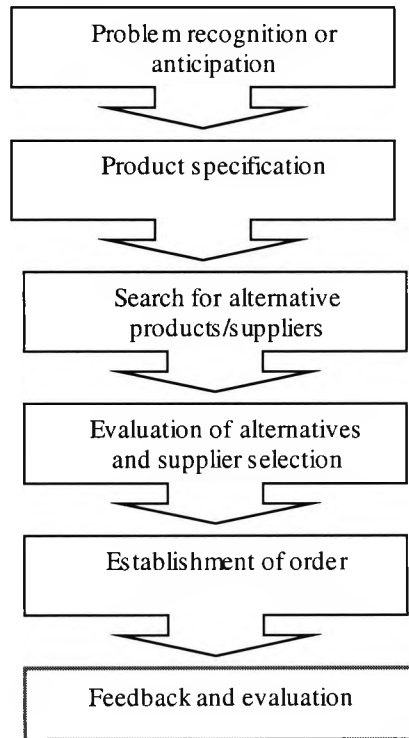 Problem recognition or
anticipation
Product specification
Search for alternative
products/suppliers
Evaluation of alternatives
and supplier selection
Establishment of order
Feedback and evaluation